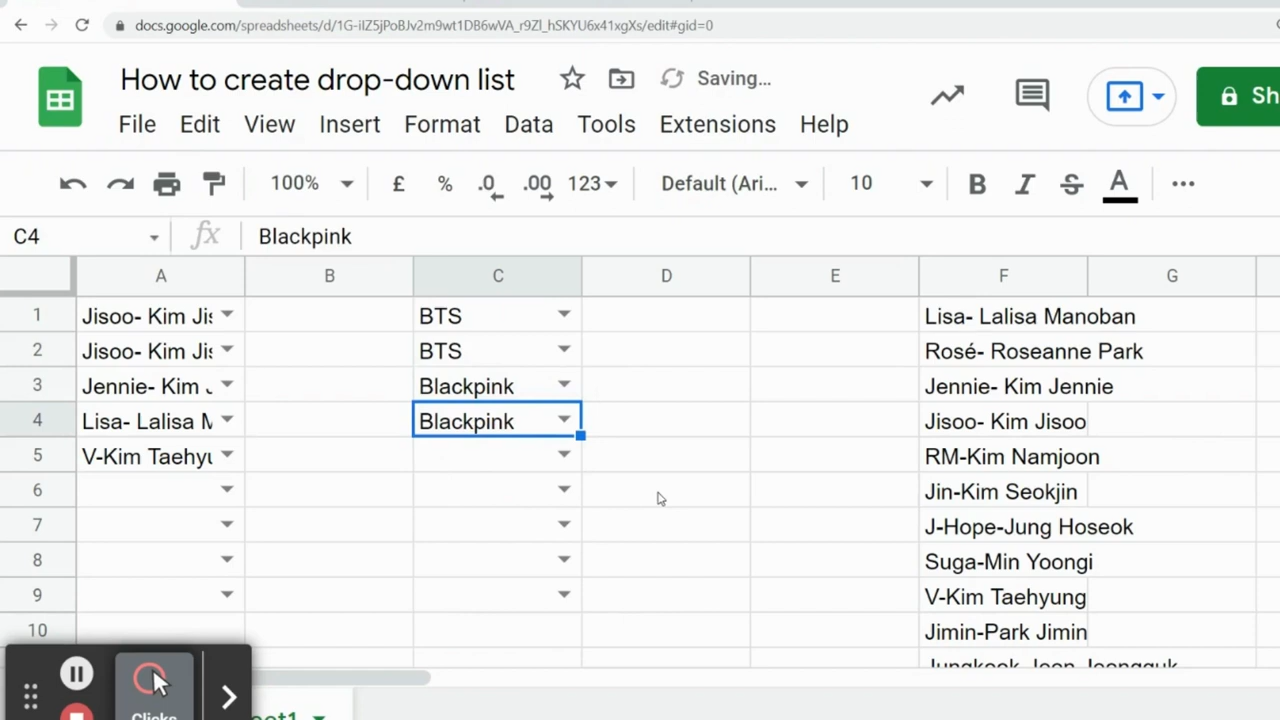 docs.google.com/spreadsheets/d/1G-iIZ5jPoBJv2m9wt1DB6wVA_r9Zl_hSKYU6x41xgXs/edit#gid=0
How to create drop-down list Saving...
File Edit View Insert Format Data Tools Extensions Help
100% £ % .0 .00 123 Default (Ari... 10 B I S A ...
C4 fx Blackpink
A B C D E F G
1 Jisoo- Kim Jis BTS Lisa- Lalisa Manoban
2 Jisoo- Kim Jis BTS Rosé- Roseanne Park
3 Jennie- Kim J Blackpink Jennie- Kim Jennie
4 Lisa- Lalisa M Blackpink Jisoo- Kim Jisoo
5 V-Kim Taehyu RM-Kim Namjoon
6 Jin-Kim Seokjin
7 J-Hope-Jung Hoseok
8 Suga-Min Yoongi
9 V-Kim Taehyung
10 Jimin-Park Jimin
Jungkook-Jeon Jeongguk
Clicks